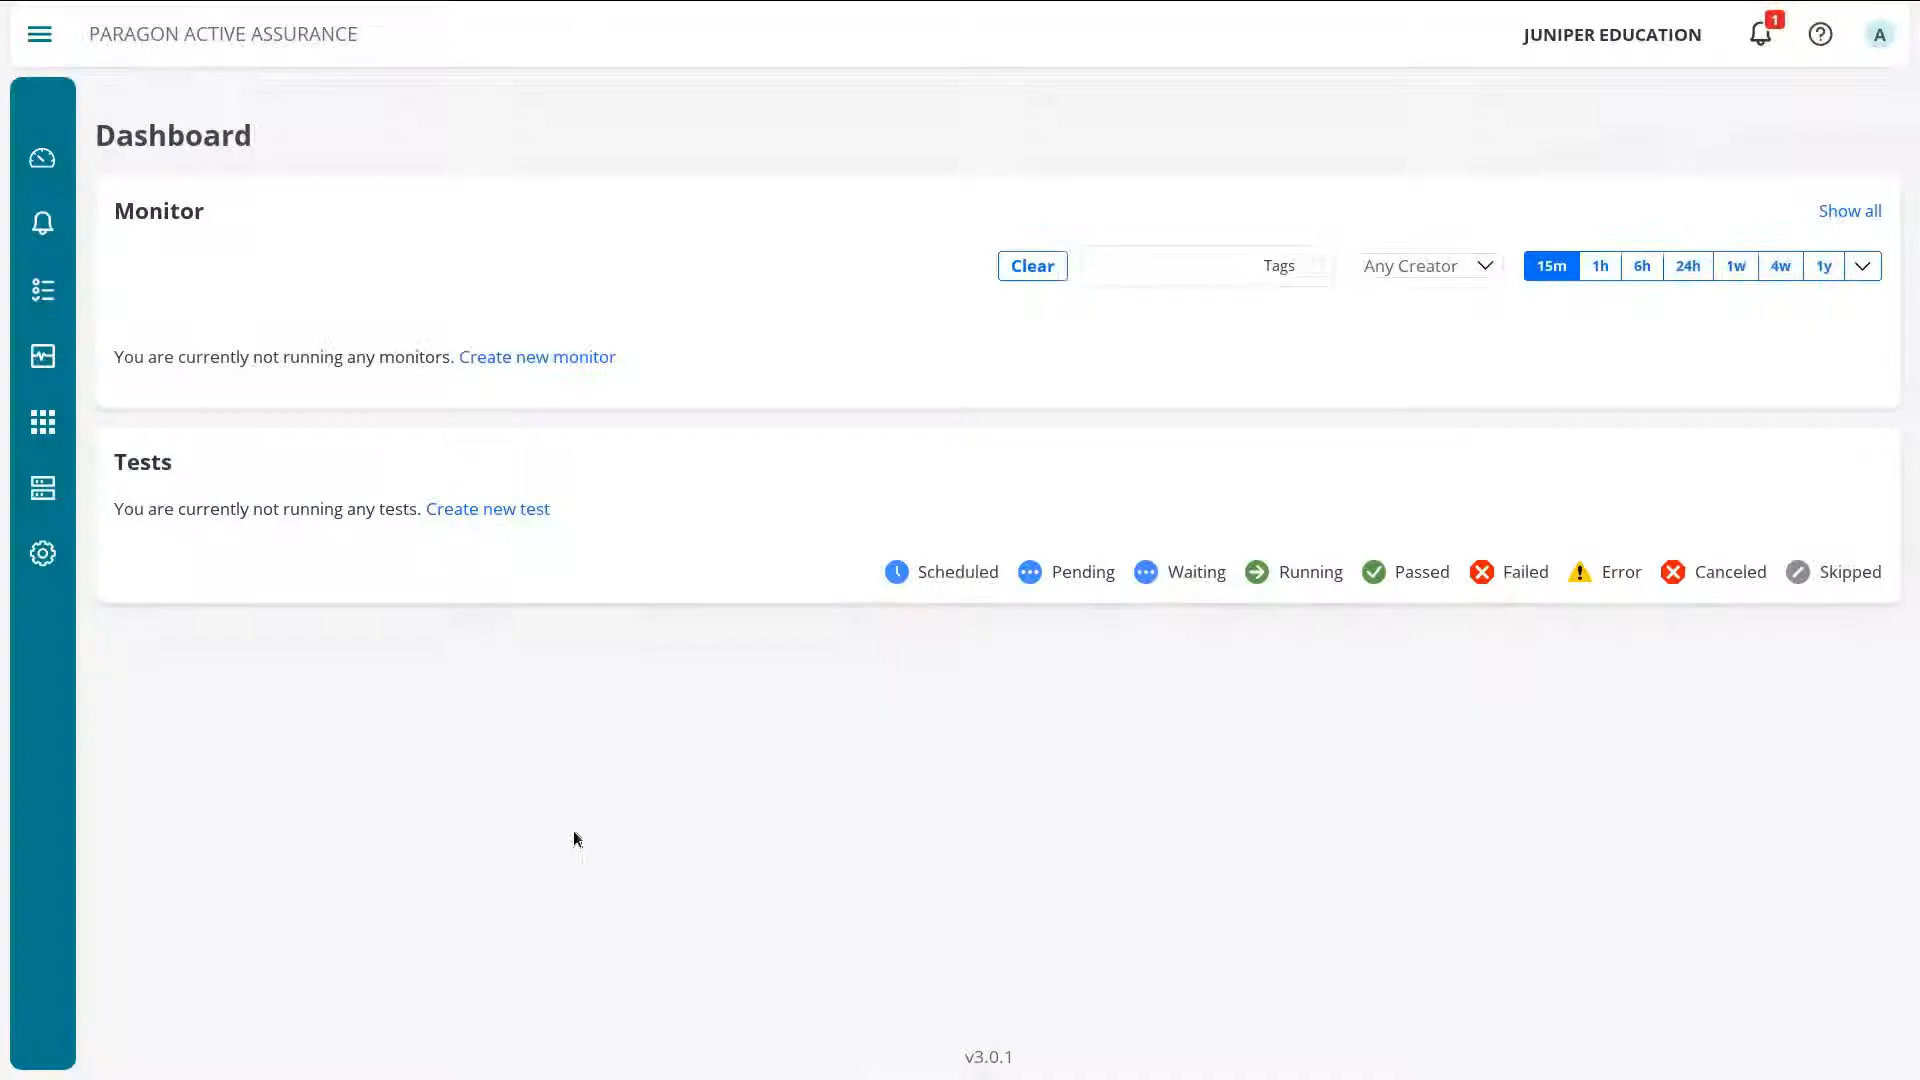 PARAGON ACTIVE ASSURANCE
JUNIPER EDUCATION
1
A
Dashboard
Monitor
Show all
Clear
Tags
Any Creator
15m 1h 6h 24h 1w 4w 1y
You are currently not running any monitors. Create new monitor
Tests
You are currently not running any tests. Create new test
Scheduled Pending Waiting Running Passed Failed Error Canceled Skipped
v3.0.1